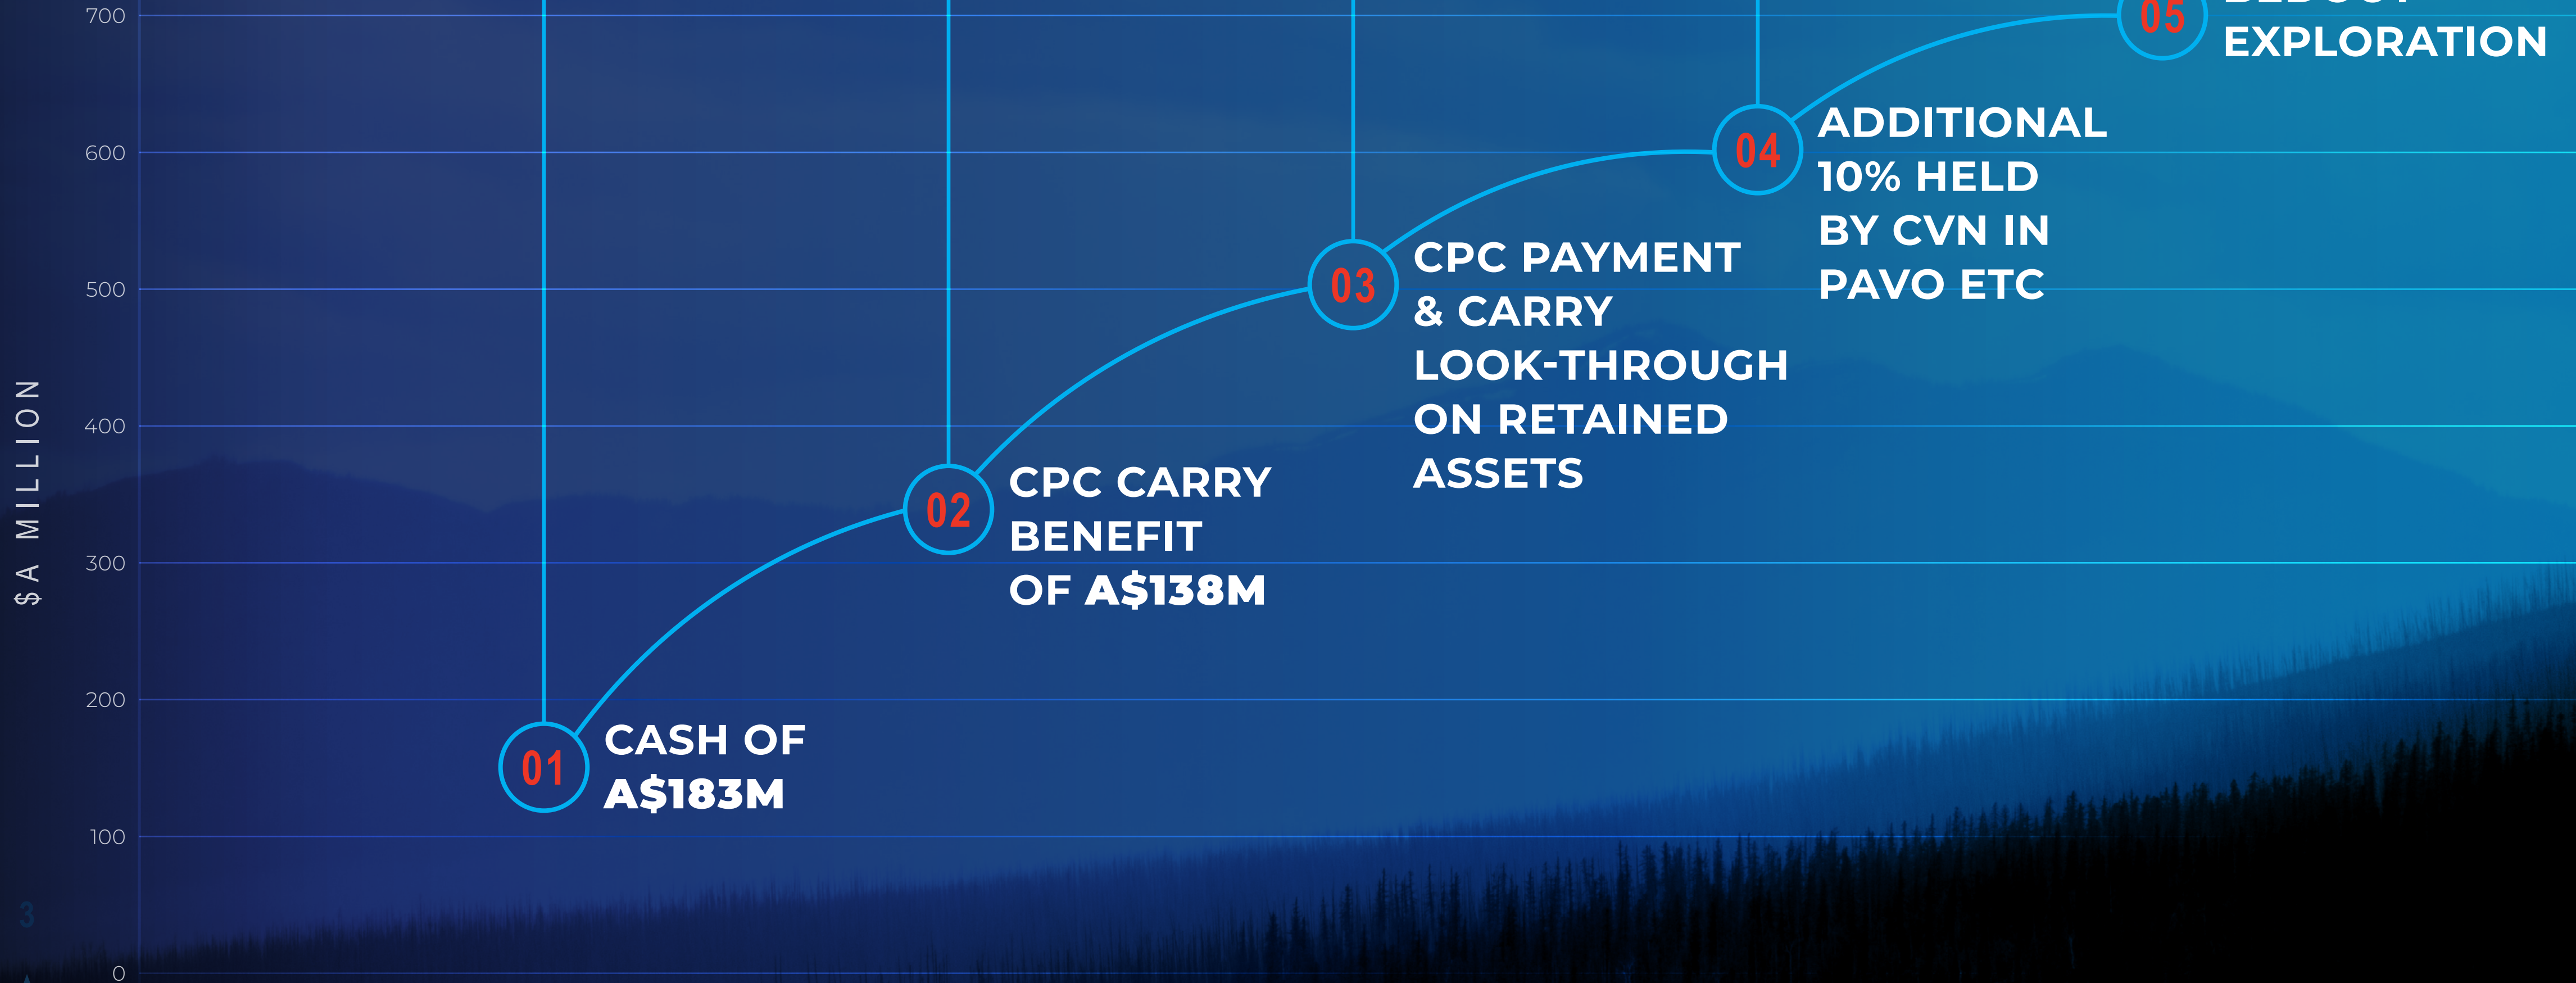 700
05
EXPLORATION
600
04
ADDITIONAL
10% HELD
BY CVN IN
PAVO ETC
500
03
CPC PAYMENT
& CARRY
LOOK-THROUGH
ON RETAINED
ASSETS
400
$A MILLION
02
CPC CARRY
BENEFIT
OF A$138M
300
200
01
CASH OF
A$183M
100
3
0